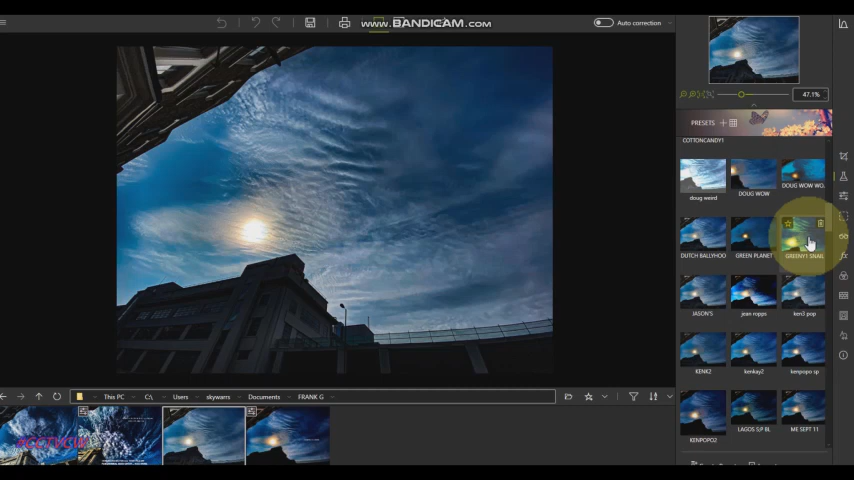 www.BANDICAM.com
Auto correction
47.1%
PRESETS
COTTONCANDY1
doug weird
DOUG WOW
DOUG WOW WO...
DUTCH BALLYHOO
GREEN PLANET
GREENY1 SNAIL
JASON'S
jean ropps
ken3 pop
KENK2
kenkay2
kenpopo sp
KENPOPO2
LAGOS S/P BL
ME SEPT 11
This PC
C:\
Users
skywarrs
Documents
FRANK G